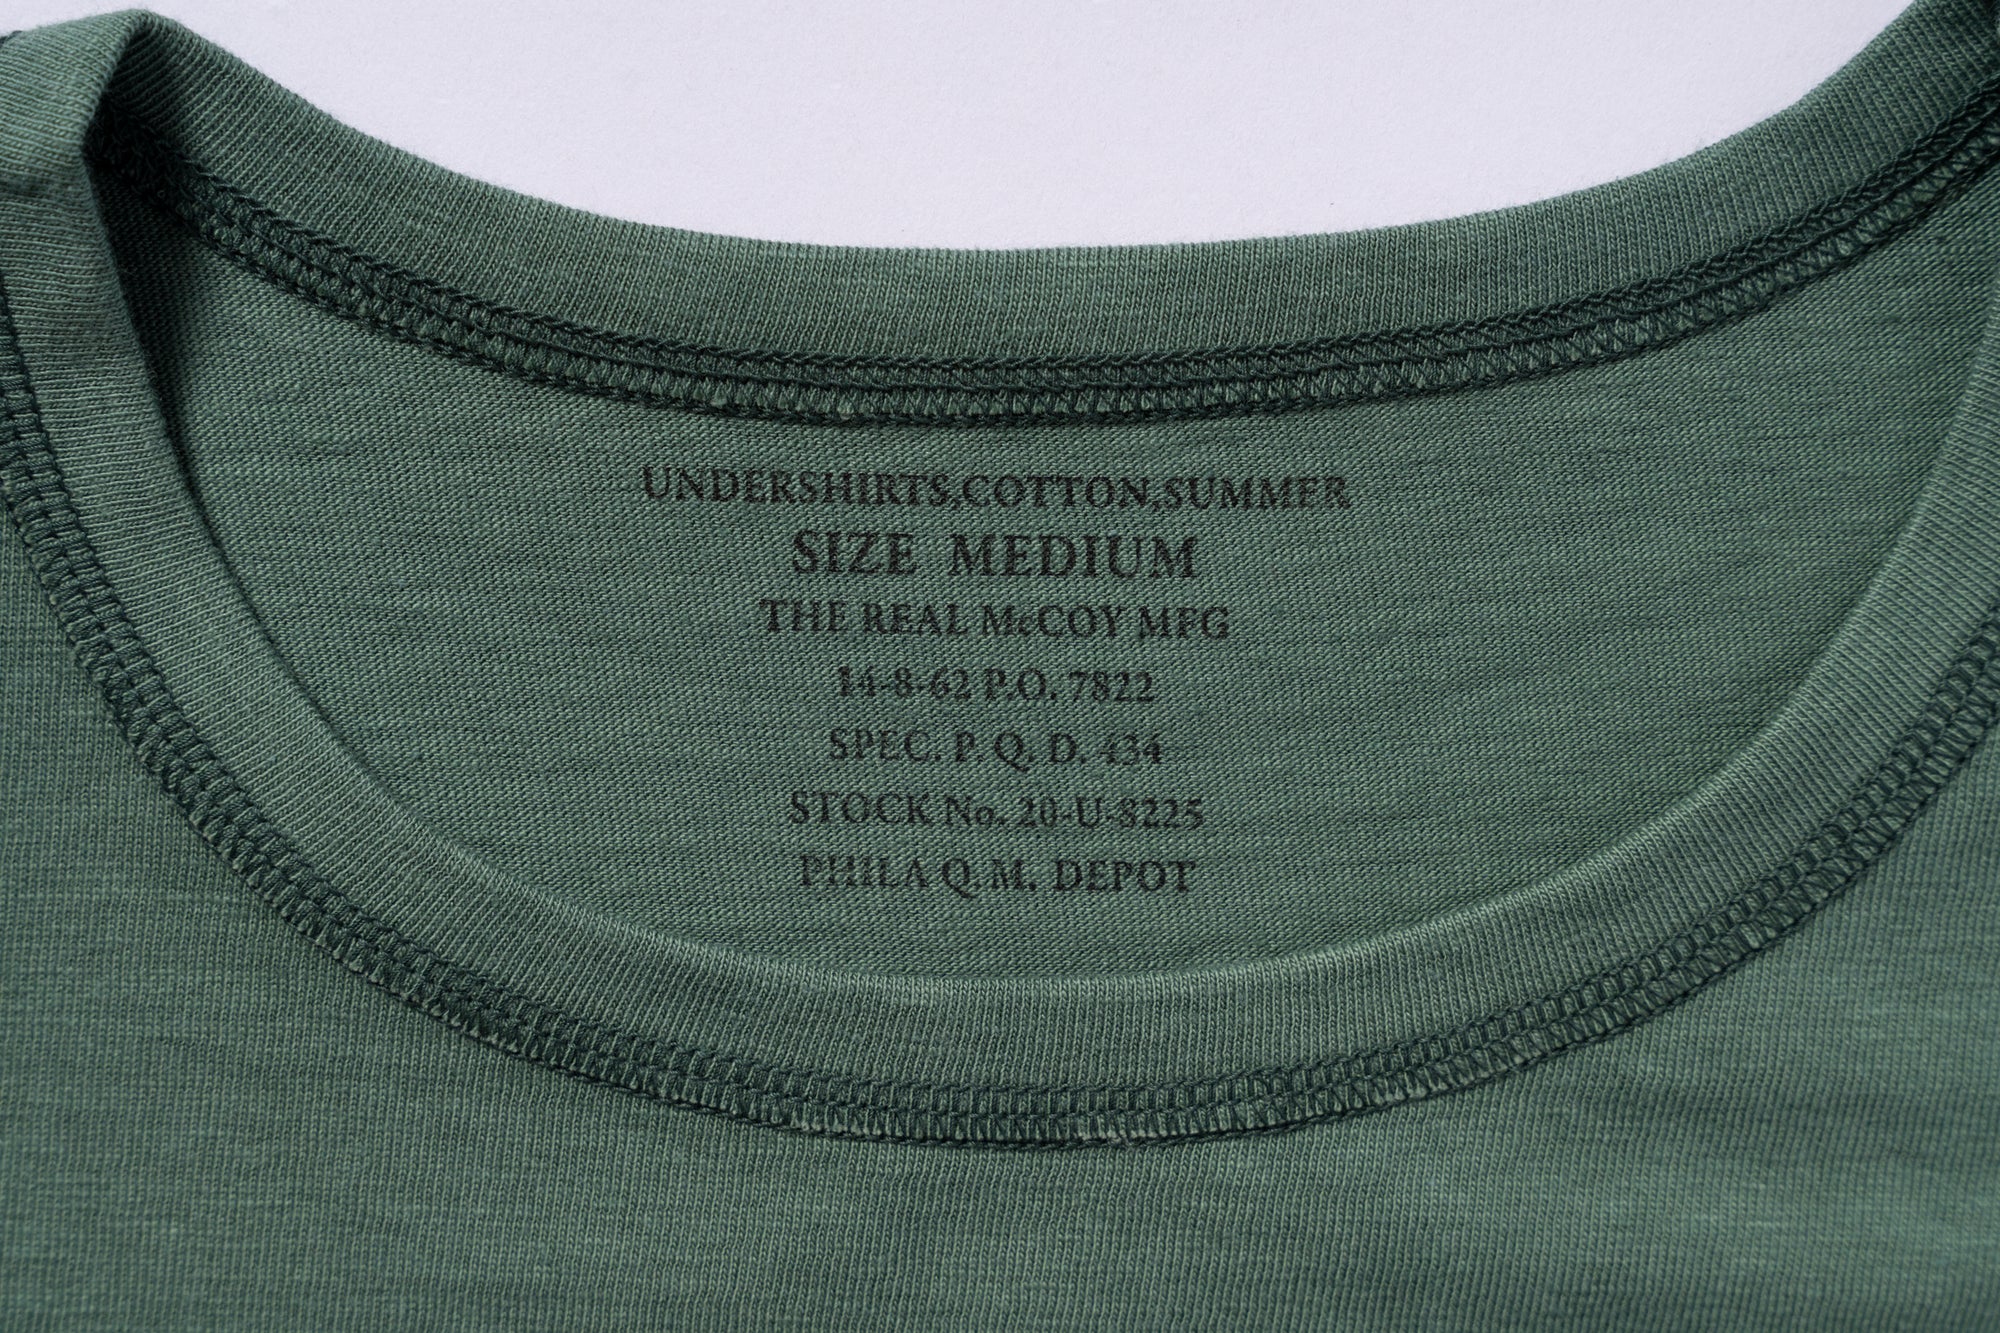 UNDERSHIRTS,COTTON,SUMMER
SIZE MEDIUM
THE REAL McCOY MFG
14-8-62 P.O. 7822
SPEC. P. Q. D. 434
STOCK No. 20-U-8225
PHILA Q.M. DEPOT